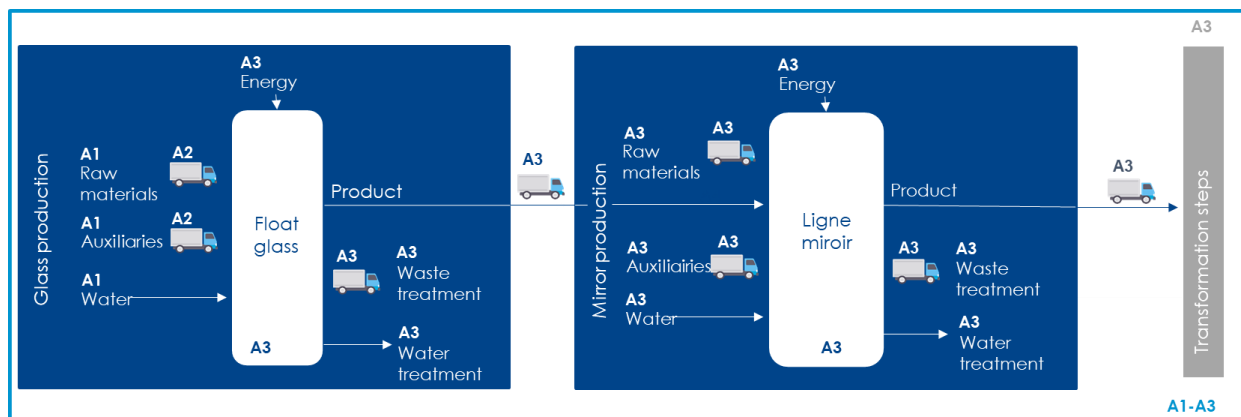 A3
Energy
A1
Raw
materials
A2
A1
Auxiliaries
A2
A1
Water
Glass production
Float
glass
A3
Product
A3
A3
Waste
treatment
A3
Water
treatment
A3
A3
Energy
A3
Raw
materials
A3
A3
Auxiliairies
A3
A3
Water
Mirror production
Ligne
miroir
A3
Product
A3
A3
Waste
treatment
A3
Water
treatment
A3
A3
Transformation steps
A1-A3